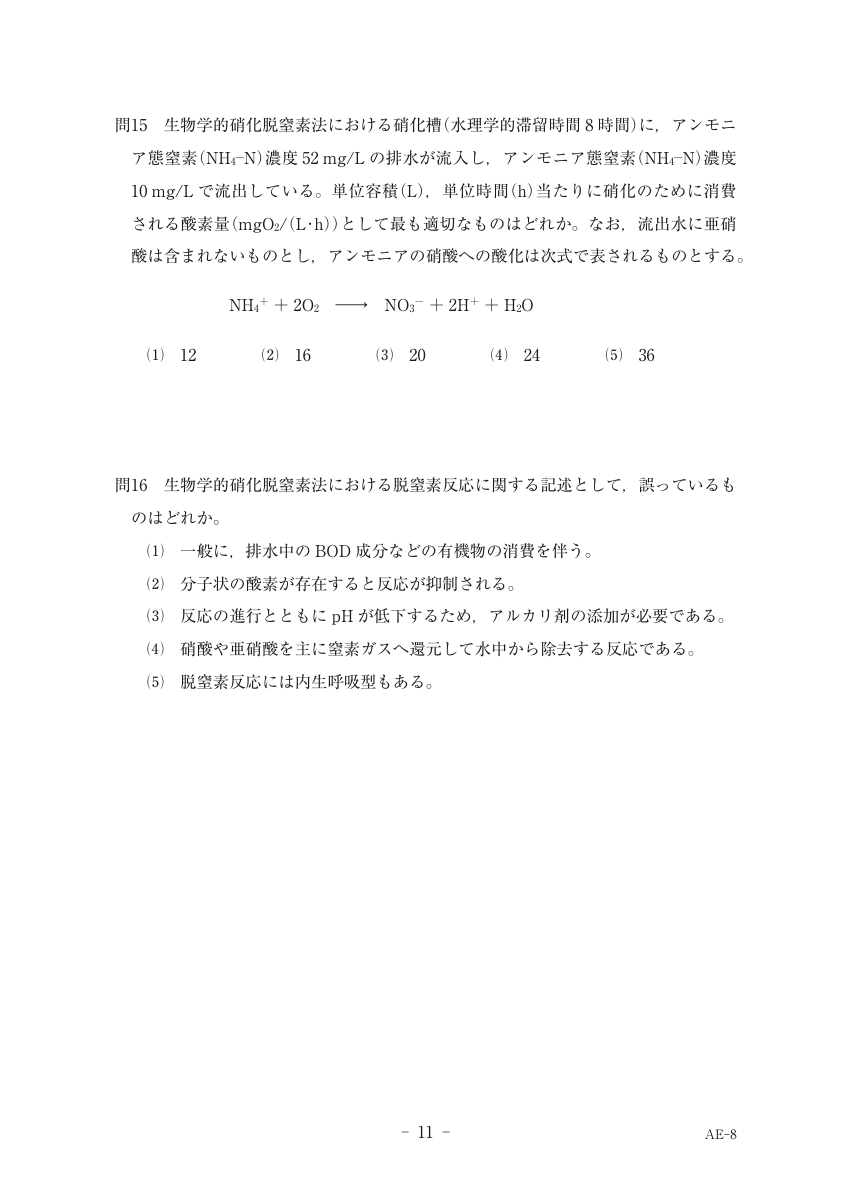 問15　生物学的硝化脱窒素法における硝化槽(水理学的滞留時間 8 時間)に，アンモニ
ア態窒素(NH₄–N)濃度 52 mg/L の排水が流入し，アンモニア態窒素(NH₄–N)濃度
10 mg/L で流出している。単位容積(L)，単位時間(h)当たりに硝化のために消費
される酸素量(mgO₂/(L･h))として最も適切なものはどれか。なお，流出水に亜硝
酸は含まれないものとし，アンモニアの硝酸への酸化は次式で表されるものとする。
NH₄⁺ + 2O₂ ⟶ NO₃⁻ + 2H⁺ + H₂O
⑴　12　⑵　16　⑶　20　⑷　24　⑸　36
問16　生物学的硝化脱窒素法における脱窒素反応に関する記述として，誤っているも
のはどれか。
⑴　一般に，排水中の BOD 成分などの有機物の消費を伴う。
⑵　分子状の酸素が存在すると反応が抑制される。
⑶　反応の進行とともに pH が低下するため，アルカリ剤の添加が必要である。
⑷　硝酸や亜硝酸を主に窒素ガスへ還元して水中から除去する反応である。
⑸　脱窒素反応には内生呼吸型もある。
－ 11 －
AE–8